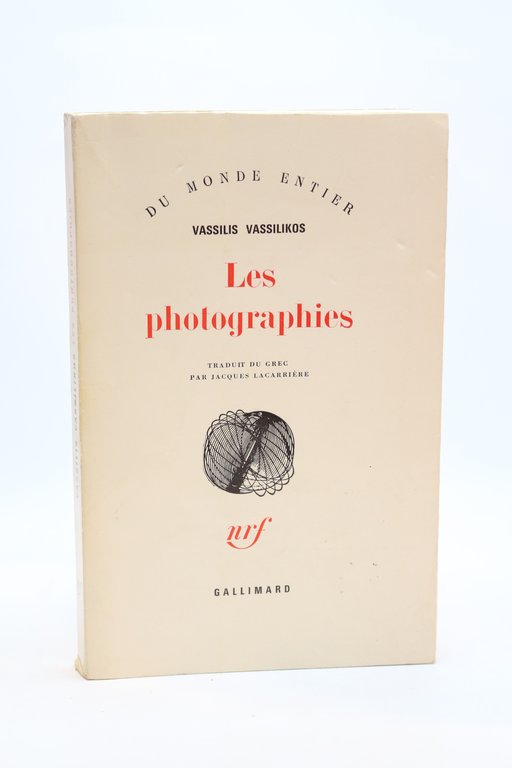 DU MONDE ENTIER
VASSILIS VASSILIKOS
Les
photographies
TRADUIT DU GREC
PAR JACQUES LACARRIÈRE
nrf
GALLIMARD